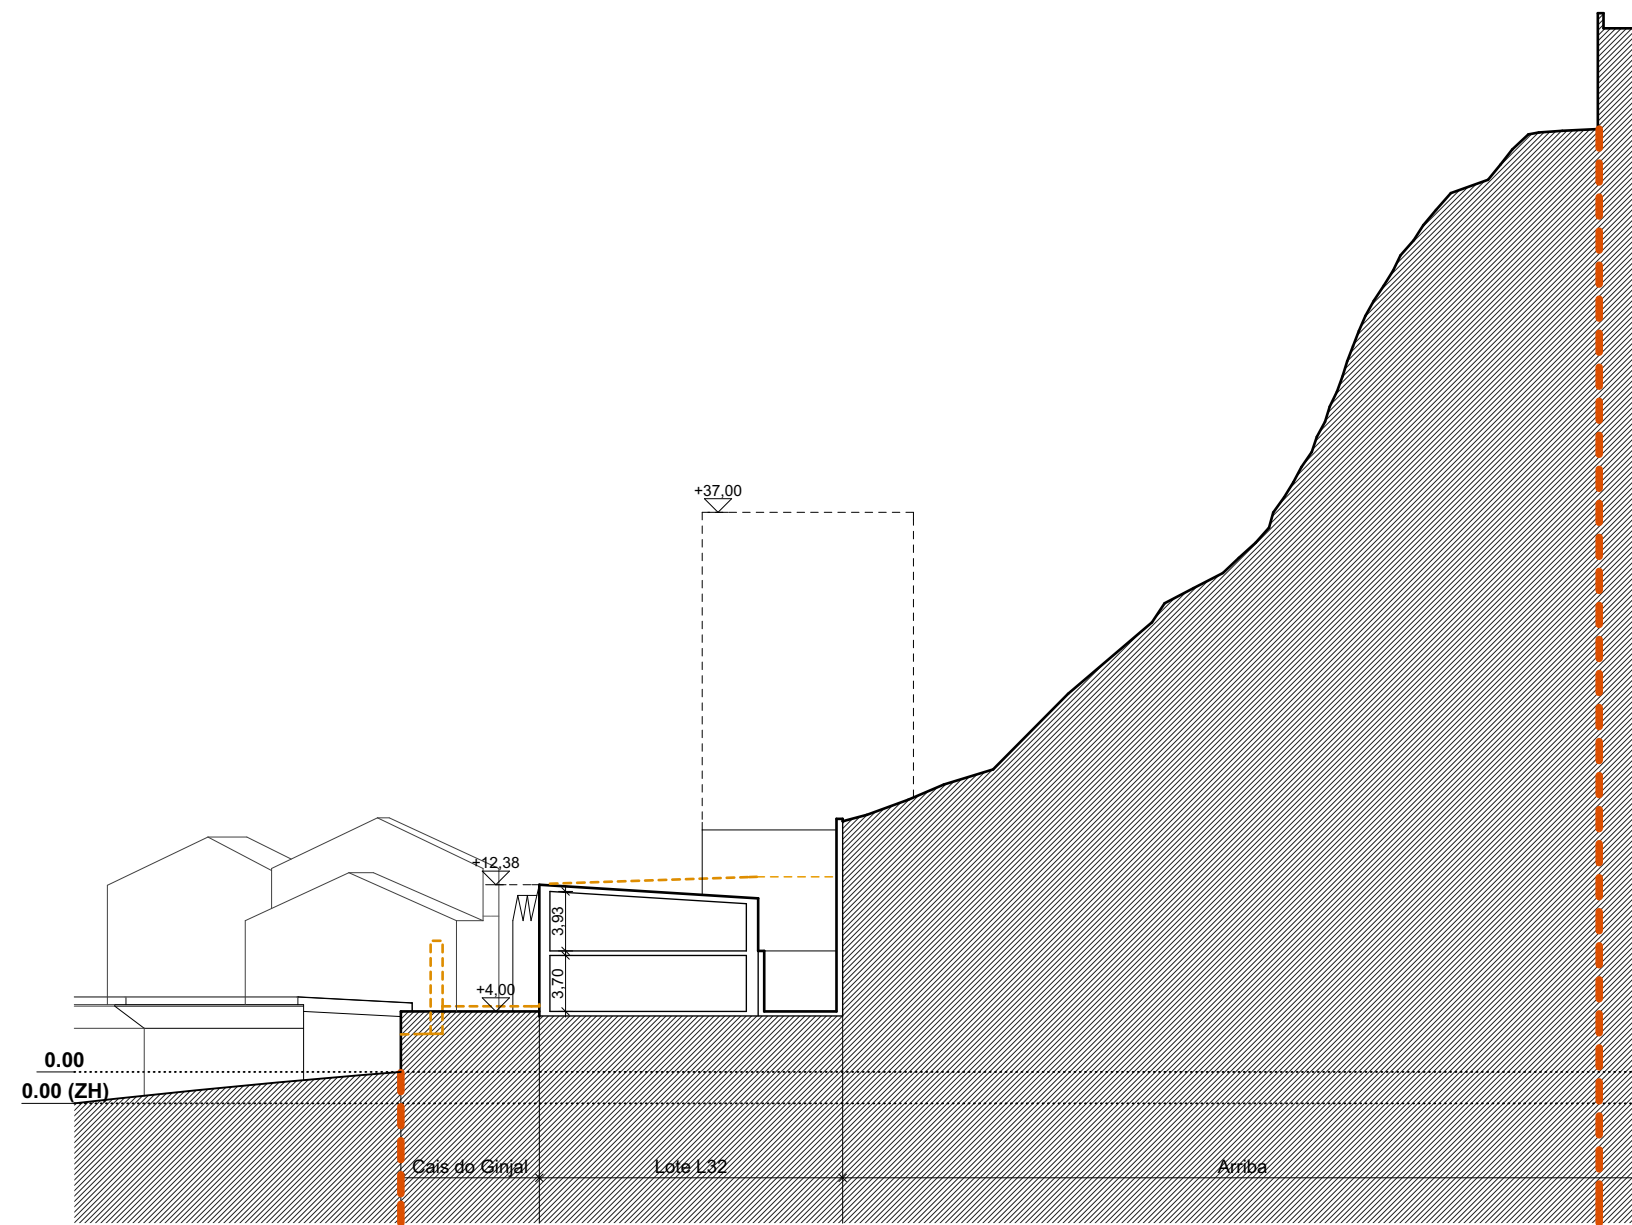 +37,00
+12,38
3,93
3,70
+4,00
0.00
0.00 (ZH)
Cais do Ginjal
Lote L32
Arriba